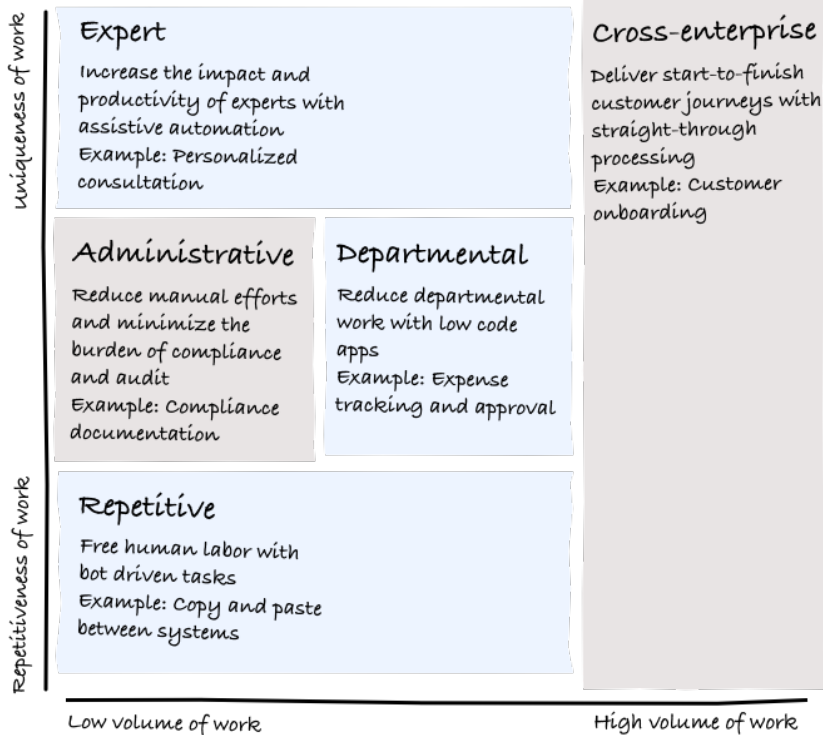 Uniqueness of work
Expert
Increase the impact and
productivity of experts with
assistive automation
Example: Personalized
consultation
Cross-enterprise
Deliver start-to-finish
customer journeys with
straight-through
processing
Example: Customer
onboarding
Administrative
Reduce manual efforts
and minimize the
burden of compliance
and audit
Example: Compliance
documentation
Departmental
Reduce departmental
work with low code
apps
Example: Expense
tracking and approval
Repetitiveness of work
Repetitive
Free human labor with
bot driven tasks
Example: Copy and paste
between systems
Low volume of work
High volume of work